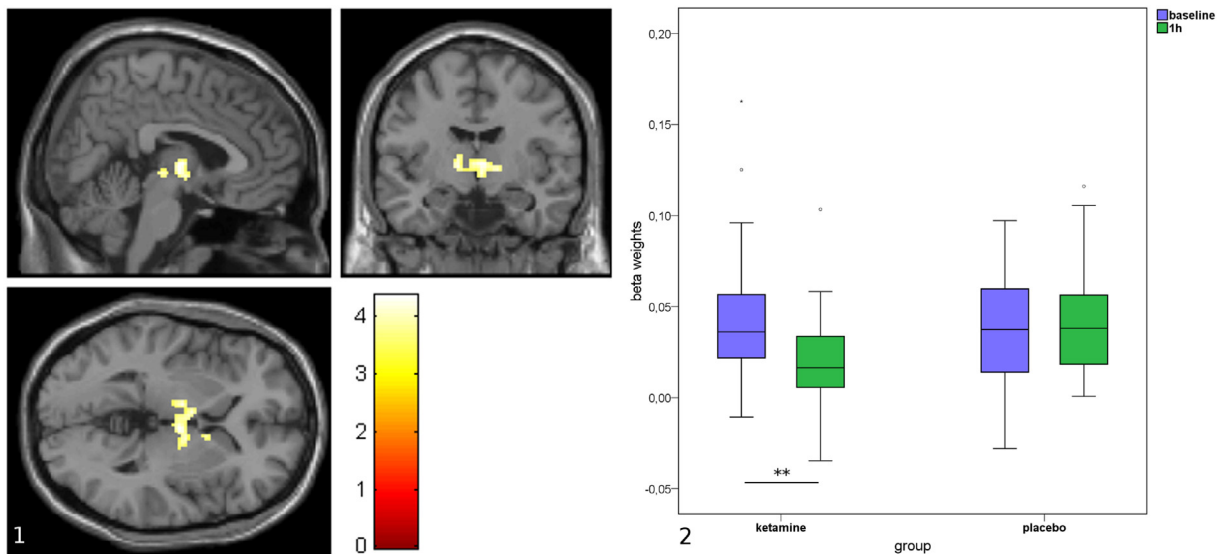 4
3
2
1
0
1
baseline
1h
0,20
0,15
0,10
0,05
0,00
-0,05
beta weights
**
ketamine
placebo
group
2